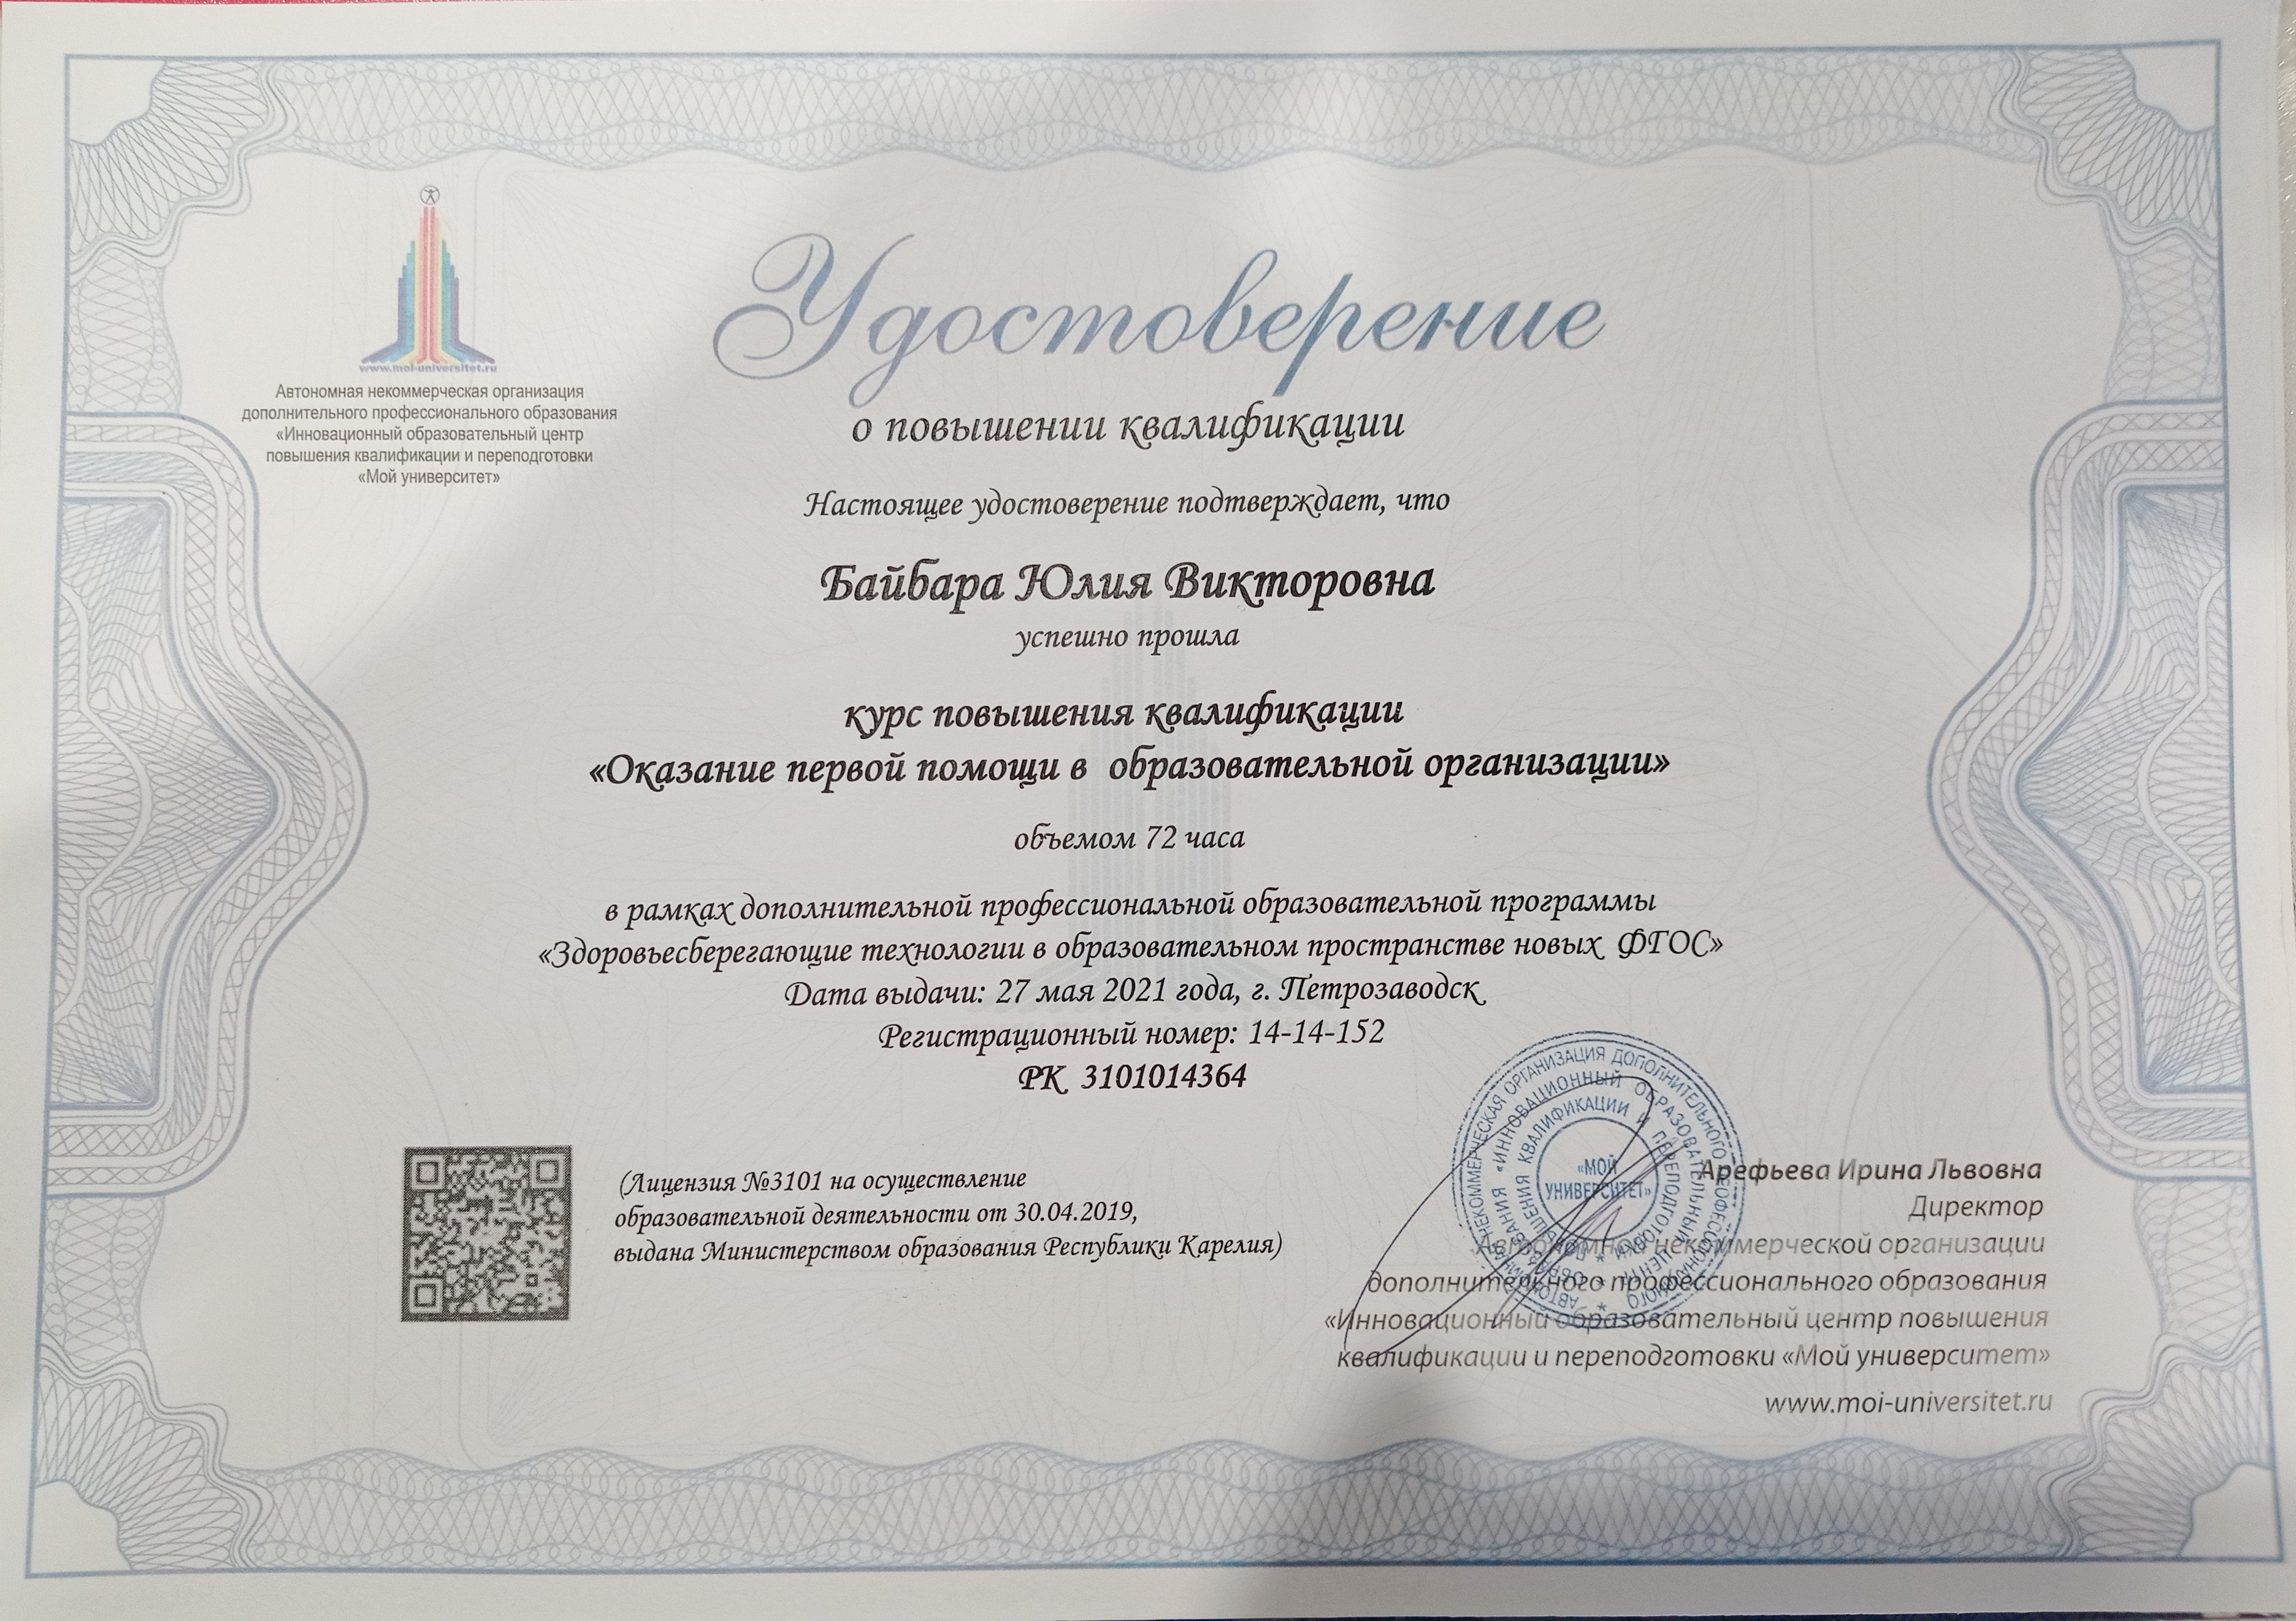 www.moi-universitet.ru
Автономная некоммерческая организация
дополнительного профессионального образования
«Инновационный образовательный центр
повышения квалификации и переподготовки
«Мой университет»
Удостоверение
о повышении квалификации
Настоящее удостоверение подтверждает, что
Байбара Юлия Викторовна
успешно прошла
курс повышения квалификации
«Оказание первой помощи в образовательной организации»
объемом 72 часа
в рамках дополнительной профессиональной образовательной программы
«Здоровьесберегающие технологии в образовательном пространстве новых ФГОС»
Дата выдачи: 27 мая 2021 года, г. Петрозаводск
Регистрационный номер: 14-14-152
РК 3101014364
(Лицензия №3101 на осуществление
образовательной деятельности от 30.04.2019,
выдана Министерством образования Республики Карелия)
«МОЙ
УНИВЕРСИТЕТ»
Арефьева Ирина Львовна
Директор
Автономной некоммерческой организации
дополнительного профессионального образования
«Инновационный образовательный центр повышения
квалификации и переподготовки «Мой университет»
www.moi-universitet.ru